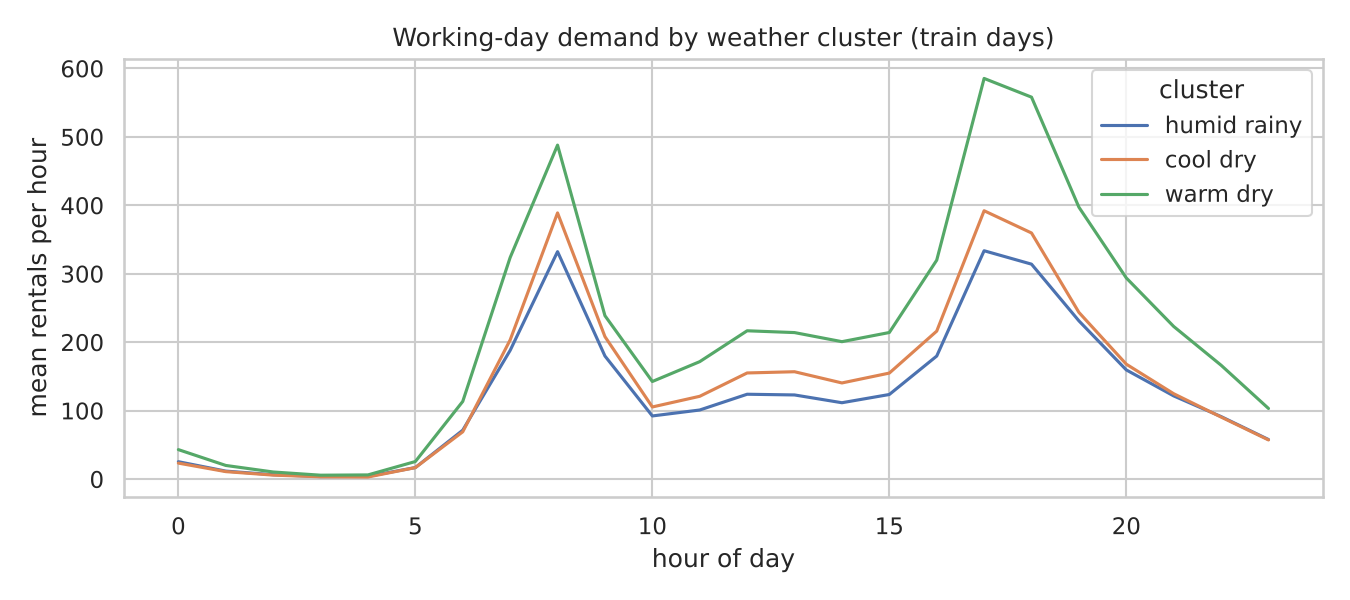 Working-day demand by weather cluster (train days)
mean rentals per hour
600
500
400
300
200
100
0
cluster
humid rainy
cool dry
warm dry
0 5 10 15 20
hour of day